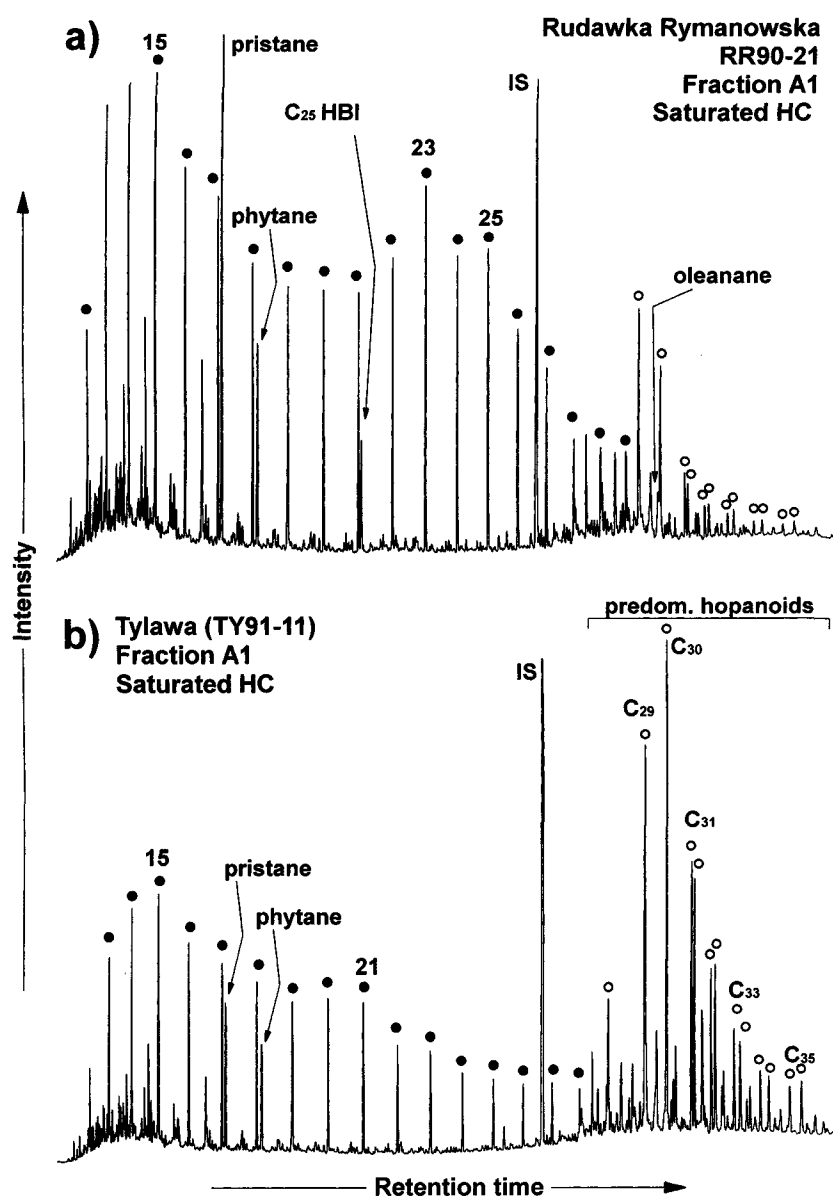 a)
15
pristane
Rudawka Rymanowska
RR90-21
Fraction A1
Saturated HC
IS
C25 HBI
23
phytane
25
oleanane
Intensity
predom. hopanoids
b)
Tylawa (TY91-11)
Fraction A1
Saturated HC
C30
IS
C29
C31
15
pristane
phytane
21
C33
C35
Retention time